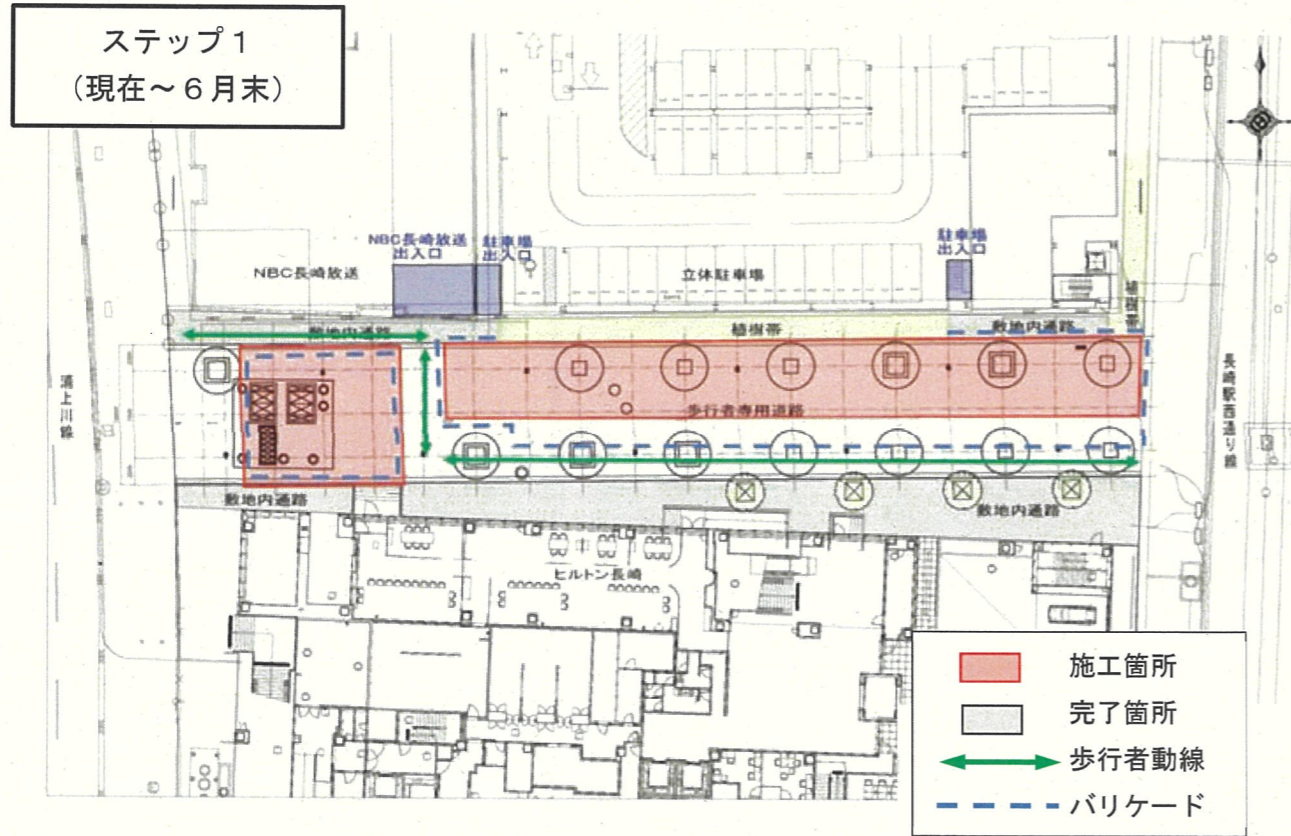 ステップ１
（現在～６月末）
NBC長崎放送
出入口
駐車場
出入口
駐車場
出入口
NBC長崎放送
立体駐車場
敷地内通路
植樹帯
敷地内通路
植樹帯
浦上川線
歩行者専用道路
長崎駅西通り線
敷地内通路
敷地内通路
ヒルトン長崎
施工箇所
完了箇所
歩行者動線
バリケード